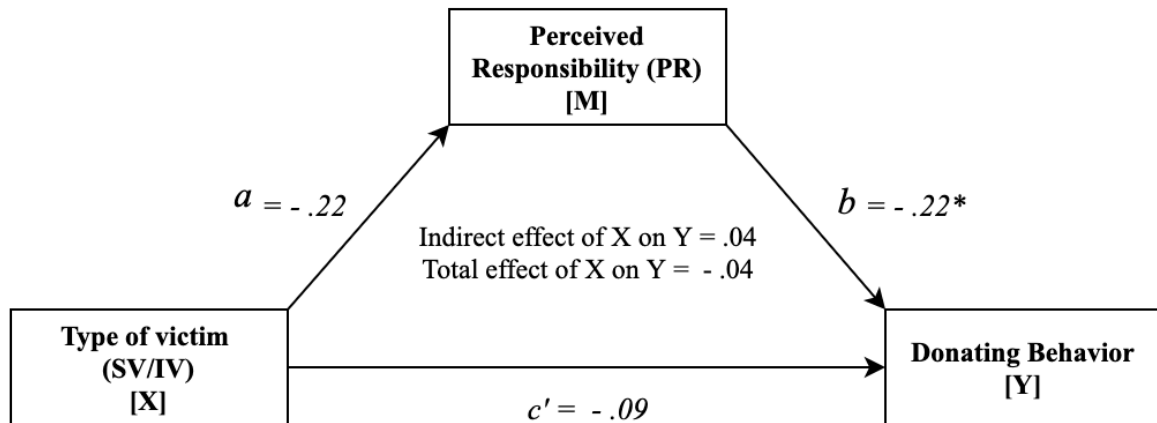 Perceived
Responsibility (PR)
[M]
a = - .22
b = - .22*
Indirect effect of X on Y = .04
Total effect of X on Y = - .04
Type of victim
(SV/IV)
[X]
Donating Behavior
[Y]
c' = - .09